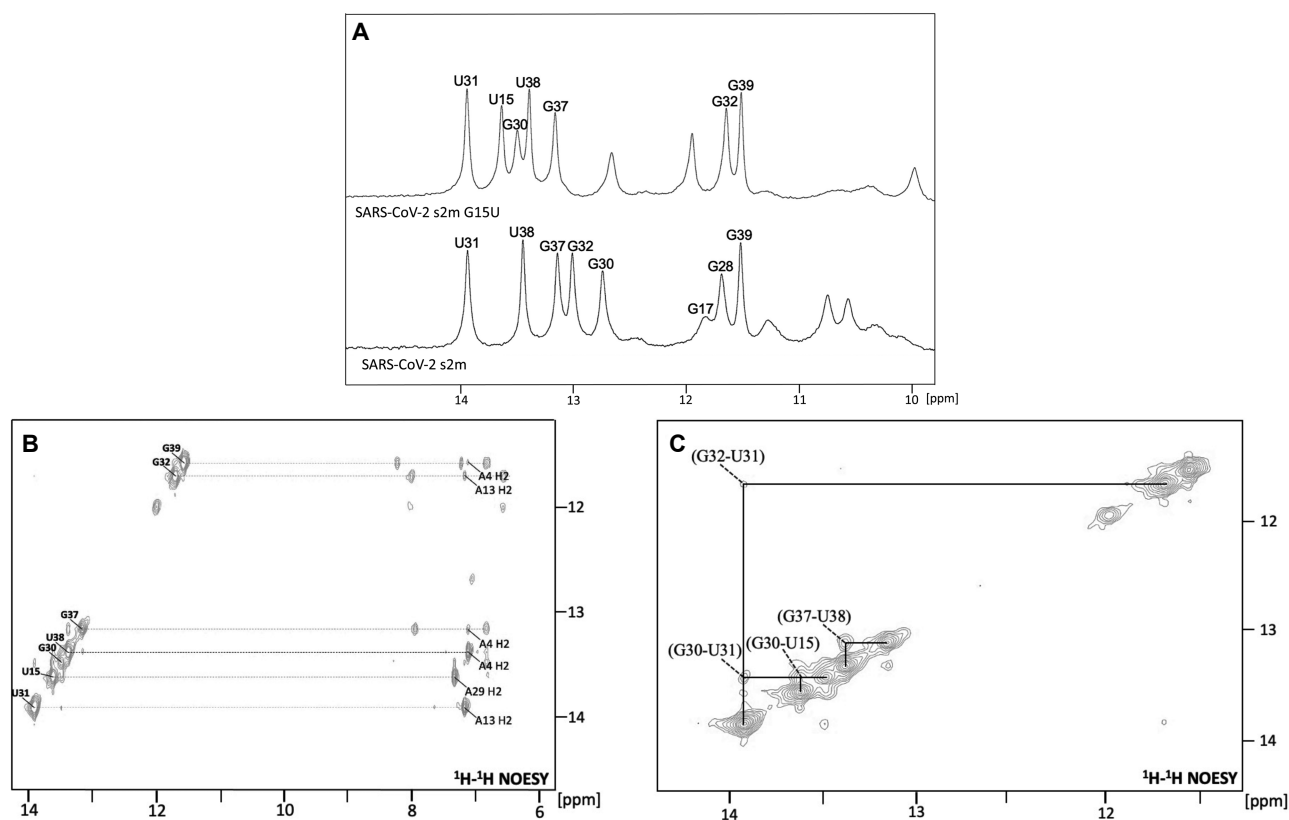 A
U31 U15 G30 U38 G37 G32 G39
SARS-CoV-2 s2m G15U
U31 U38 G37 G32 G30 G17 G28 G39
SARS-CoV-2 s2m
14 13 12 11 10 [ppm]
B
G39
G32
A4 H2
A13 H2
12
G37
13
U38
A4 H2
G30
A4 H2
U15
A29 H2
U31
A13 H2
14
¹H-¹H NOESY
14 12 10 8 6 [ppm]
C
(G32-U31)
12
(G37-U38)
13
(G30-U31) (G30-U15)
14
¹H-¹H NOESY
14 13 12 [ppm]